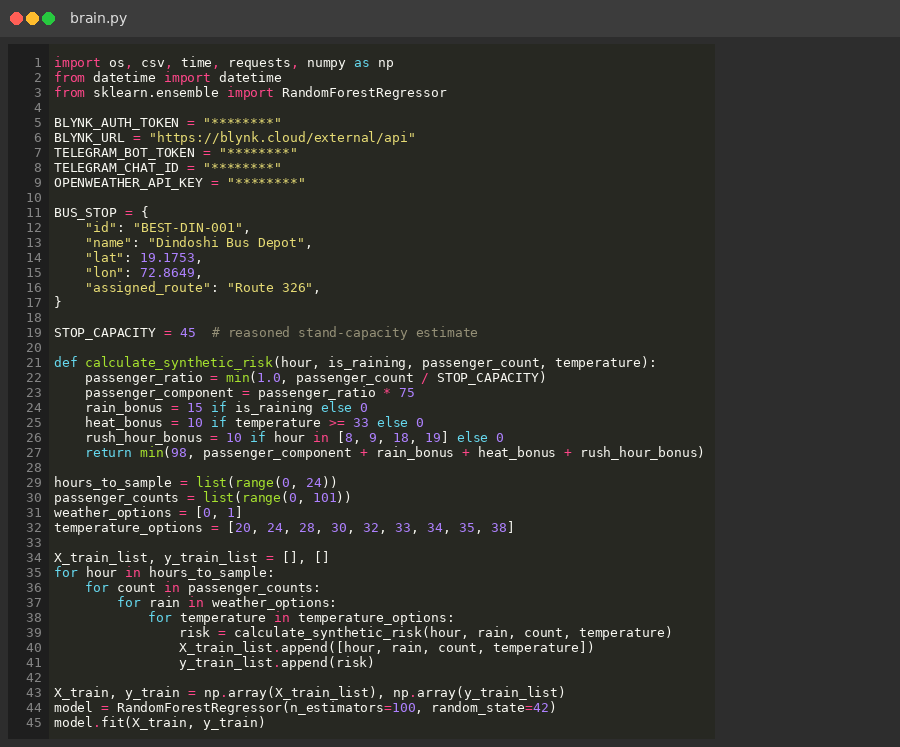 brain.py
1 import os, csv, time, requests, numpy as np
2 from datetime import datetime
3 from sklearn.ensemble import RandomForestRegressor
4
5 BLYNK_AUTH_TOKEN = "********"
6 BLYNK_URL = "https://blynk.cloud/external/api"
7 TELEGRAM_BOT_TOKEN = "********"
8 TELEGRAM_CHAT_ID = "********"
9 OPENWEATHER_API_KEY = "********"
10
11 BUS_STOP = {
12     "id": "BEST-DIN-001",
13     "name": "Dindoshi Bus Depot",
14     "lat": 19.1753,
15     "lon": 72.8649,
16     "assigned_route": "Route 326",
17 }
18
19 STOP_CAPACITY = 45  # reasoned stand-capacity estimate
20
21 def calculate_synthetic_risk(hour, is_raining, passenger_count, temperature):
22     passenger_ratio = min(1.0, passenger_count / STOP_CAPACITY)
23     passenger_component = passenger_ratio * 75
24     rain_bonus = 15 if is_raining else 0
25     heat_bonus = 10 if temperature >= 33 else 0
26     rush_hour_bonus = 10 if hour in [8, 9, 18, 19] else 0
27     return min(98, passenger_component + rain_bonus + heat_bonus + rush_hour_bonus)
28
29 hours_to_sample = list(range(0, 24))
30 passenger_counts = list(range(0, 101))
31 weather_options = [0, 1]
32 temperature_options = [20, 24, 28, 30, 32, 33, 34, 35, 38]
33
34 X_train_list, y_train_list = [], []
35 for hour in hours_to_sample:
36     for count in passenger_counts:
37         for rain in weather_options:
38             for temperature in temperature_options:
39                 risk = calculate_synthetic_risk(hour, rain, count, temperature)
40                 X_train_list.append([hour, rain, count, temperature])
41                 y_train_list.append(risk)
42
43 X_train, y_train = np.array(X_train_list), np.array(y_train_list)
44 model = RandomForestRegressor(n_estimators=100, random_state=42)
45 model.fit(X_train, y_train)